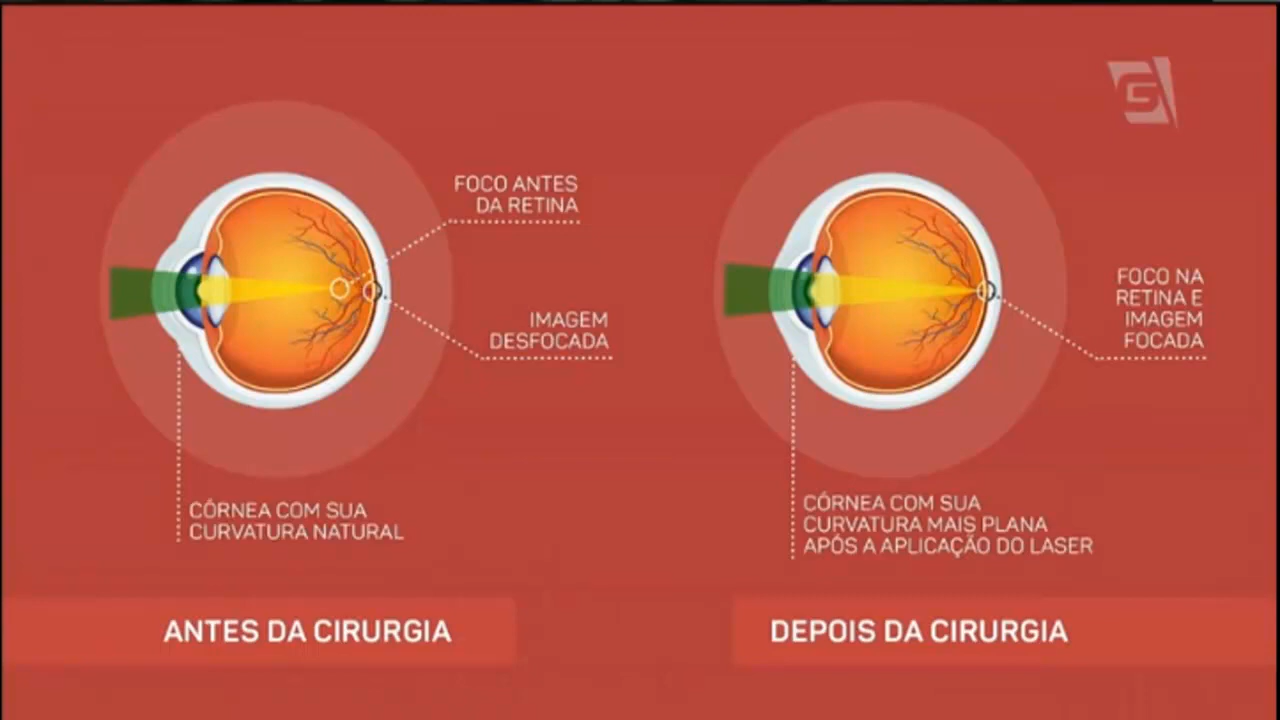 FOCO ANTES
DA RETINA
IMAGEM
DESFOCADA
CÓRNEA COM SUA
CURVATURA NATURAL
ANTES DA CIRURGIA
FOCO NA
RETINA E
IMAGEM
FOCADA
CÓRNEA COM SUA
CURVATURA MAIS PLANA
APÓS A APLICAÇÃO DO LASER
DEPOIS DA CIRURGIA